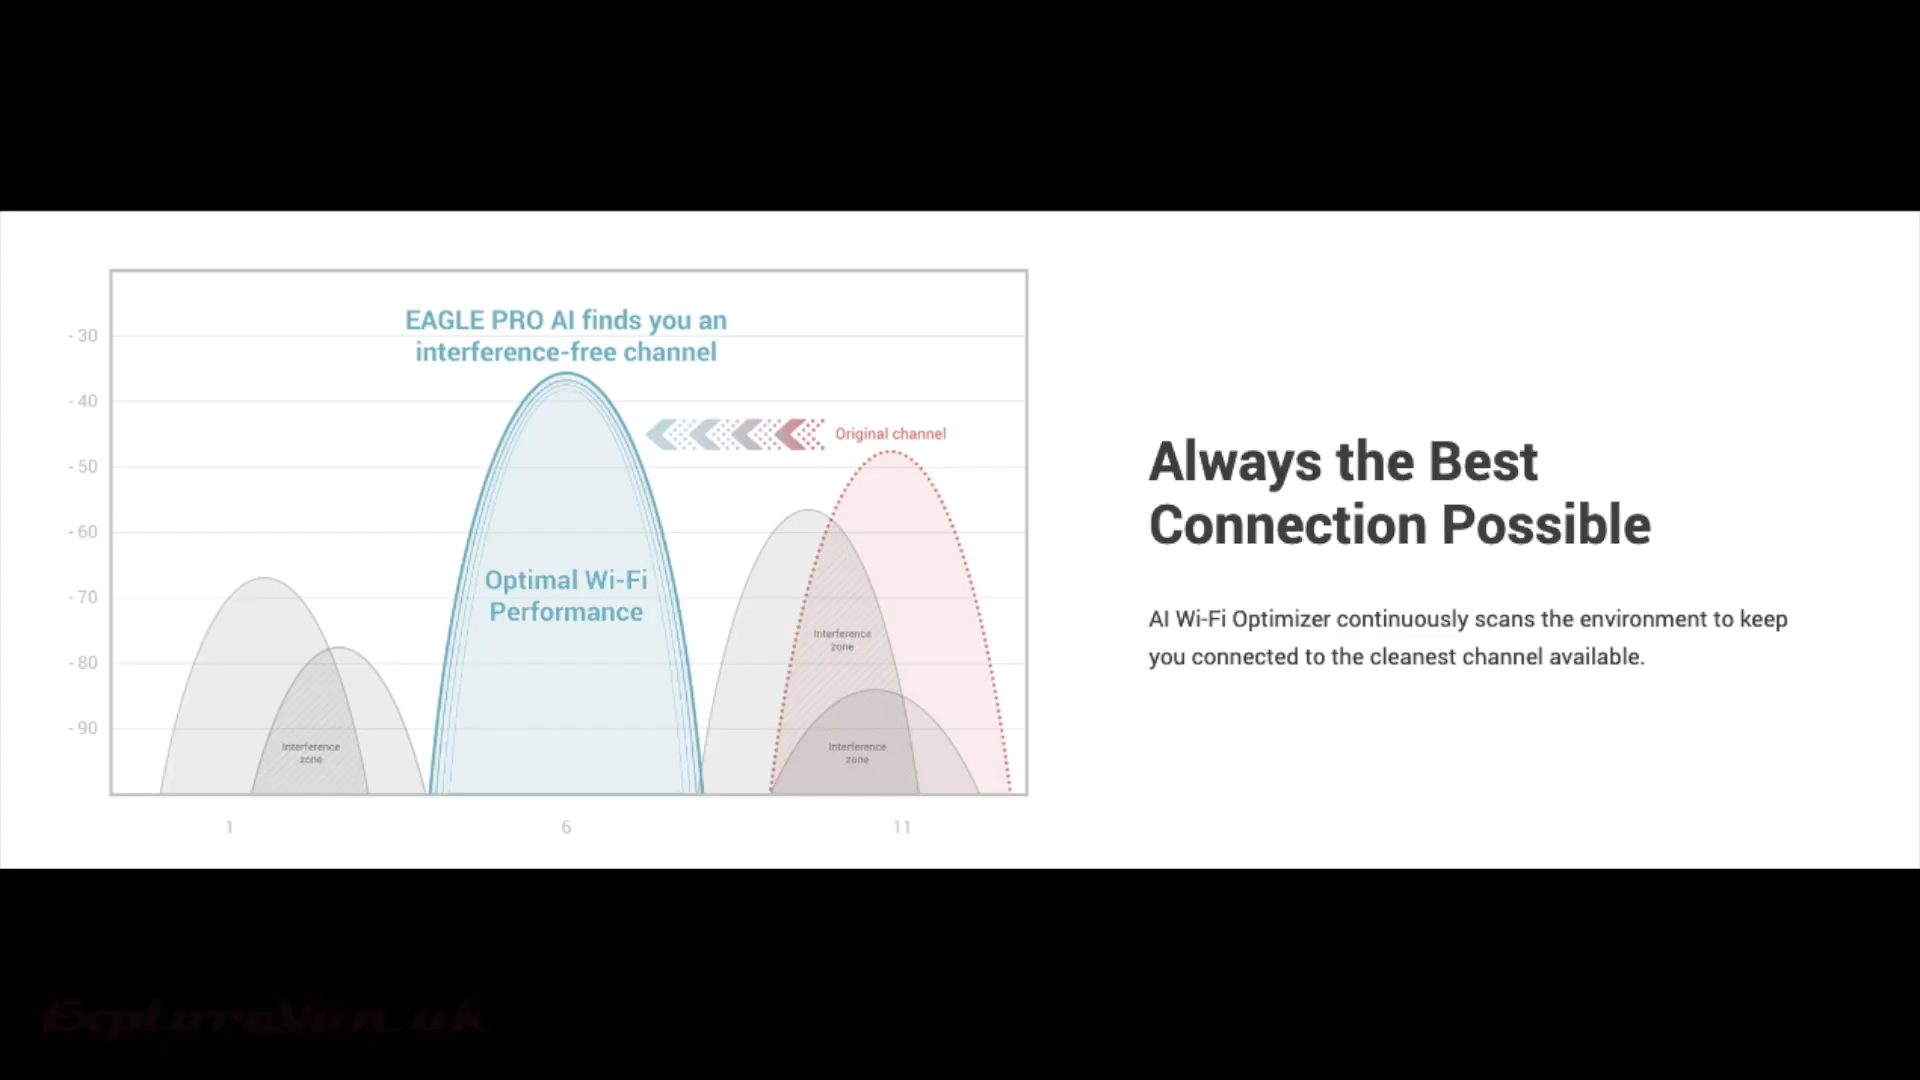 EAGLE PRO AI finds you an
interference-free channel
- 30
- 40
- 50
- 60
- 70
- 80
- 90
Original channel
Optimal Wi-Fi
Performance
Interference
zone
Interference
zone
Interference
zone
1
6
11
Always the Best
Connection Possible
AI Wi-Fi Optimizer continuously scans the environment to keep
you connected to the cleanest channel available.
ExploreVan.uk